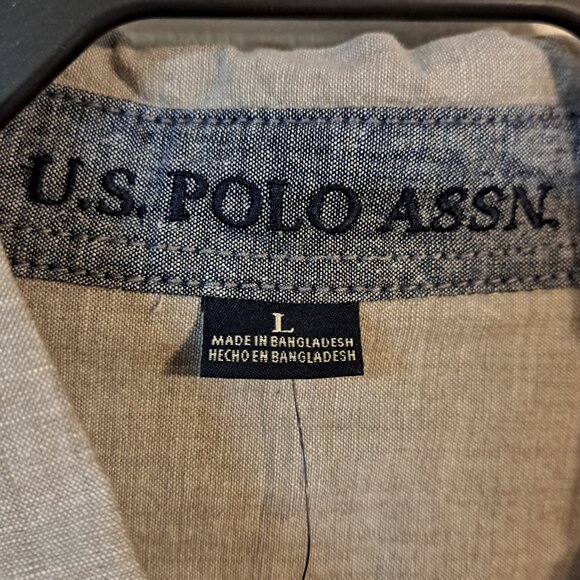 U.S. POLO ASSN.
L
MADE IN BANGLADESH
HECHO EN BANGLADESH